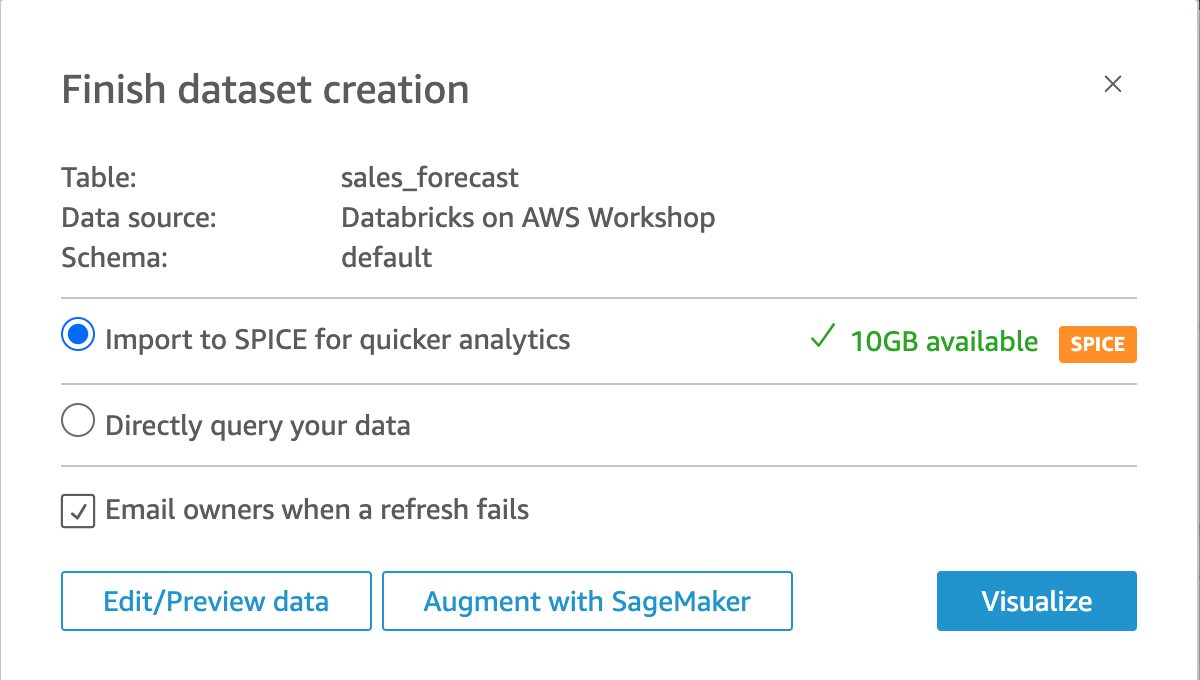 Finish dataset creation
Table: sales_forecast
Data source: Databricks on AWS Workshop
Schema: default
Import to SPICE for quicker analytics 10GB available SPICE
Directly query your data
Email owners when a refresh fails
Edit/Preview data Augment with SageMaker Visualize